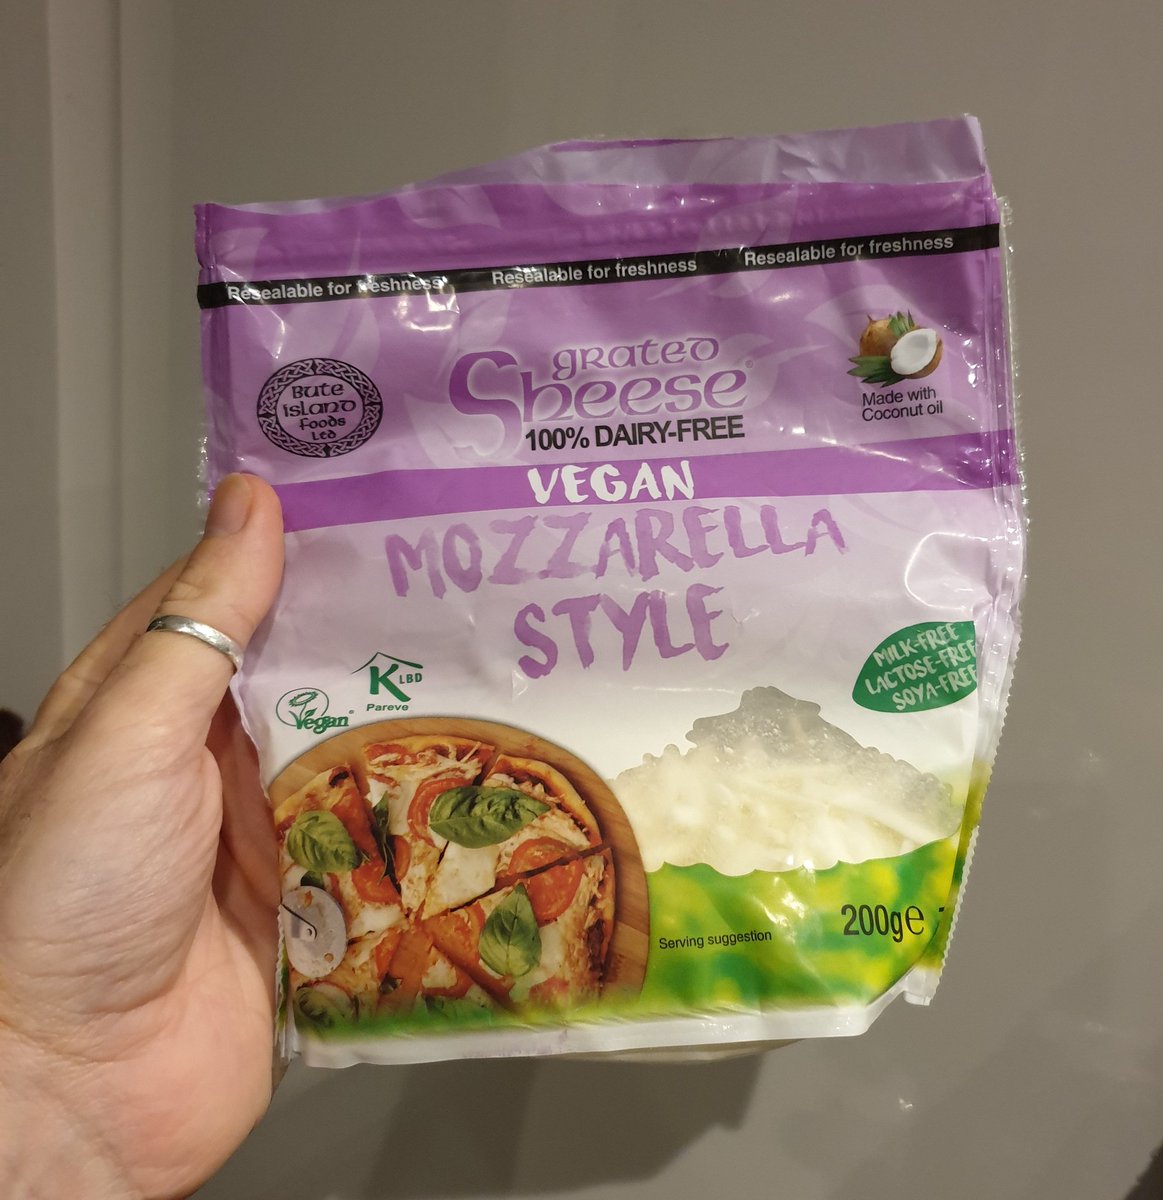 Resealable for freshness Resealable for freshness Resealable for freshness
Bute
Island
Foods
Ltd
grated
Sheese®
100% DAIRY-FREE
Made with
Coconut oil
VEGAN
MOZZARELLA
STYLE
MILK-FREE
LACTOSE-FREE
SOYA-FREE
KLBD
Pareve
Vegan
Serving suggestion
200g℮